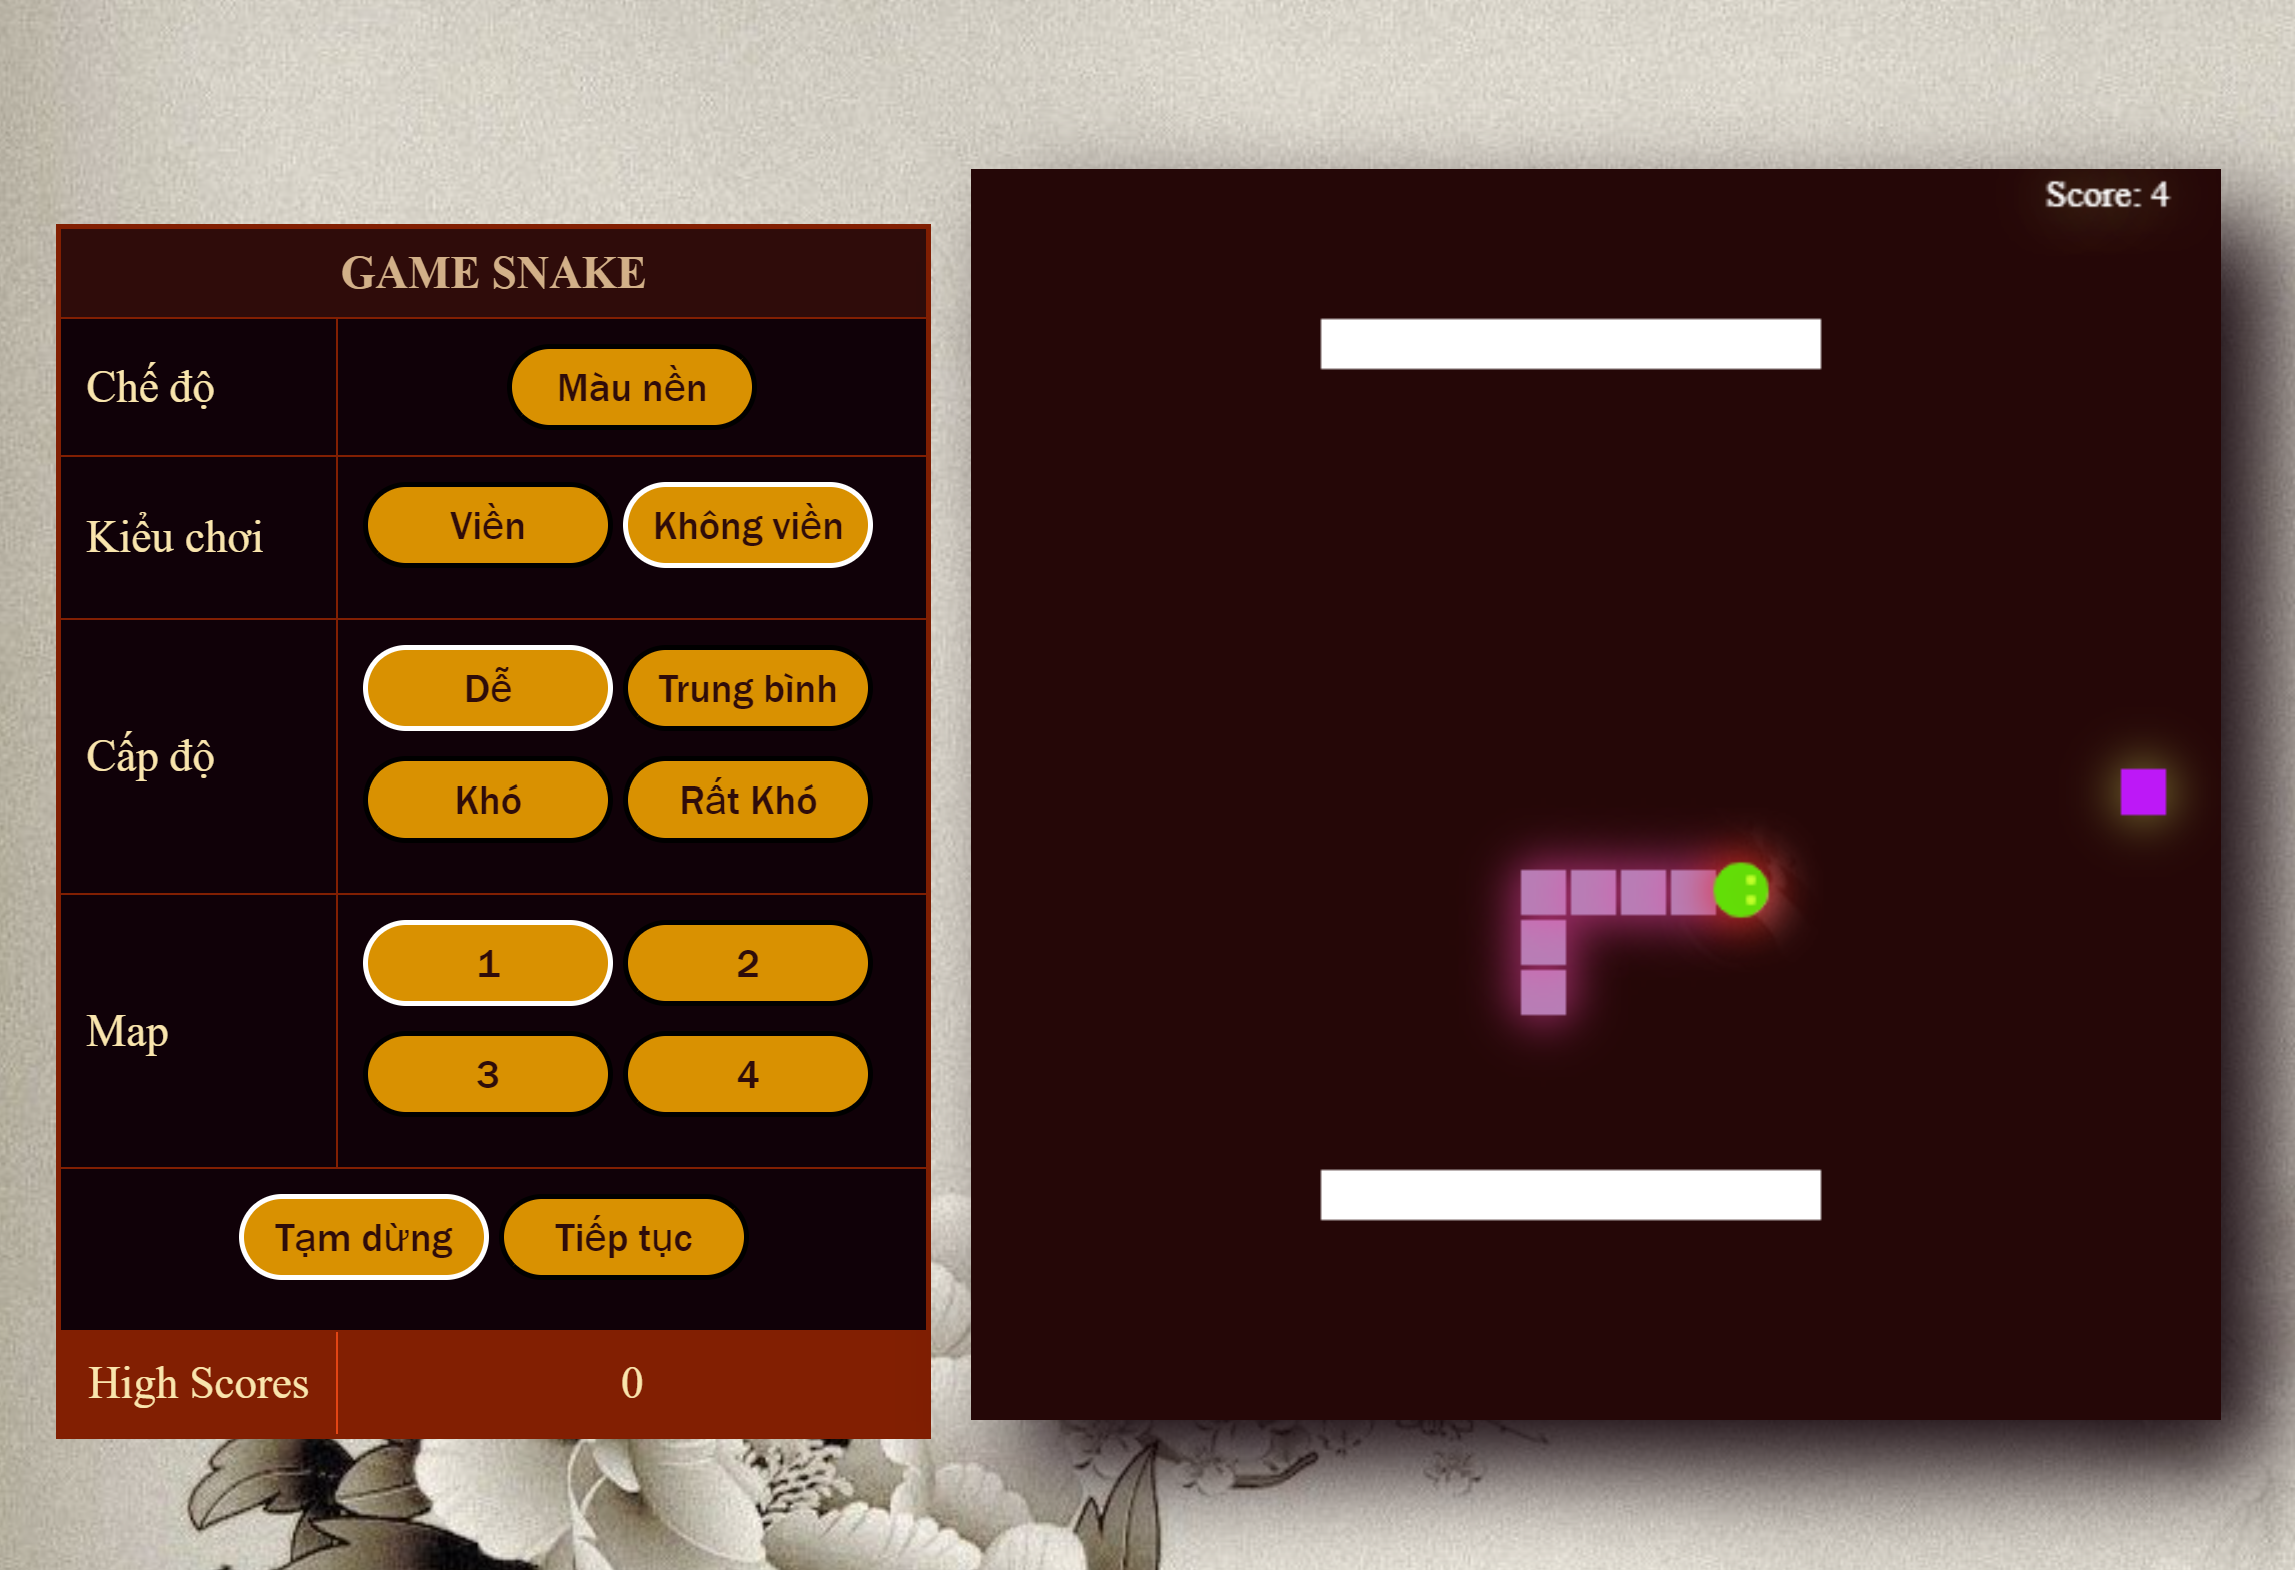 GAME SNAKE
Chế độ
Màu nền
Kiểu chơi
Viền
Không viền
Cấp độ
Dễ
Trung bình
Khó
Rất Khó
Map
1
2
3
4
Tạm dừng
Tiếp tục
High Scores
0
Score: 4